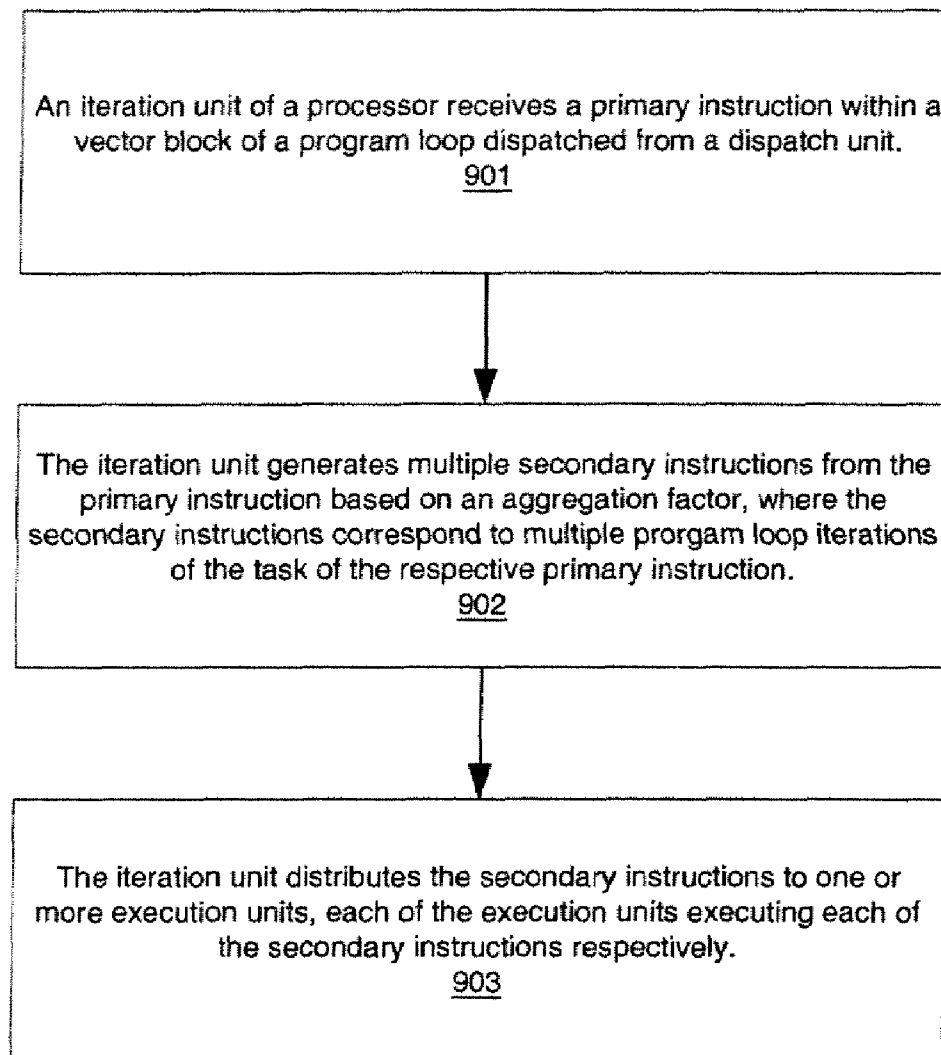 An iteration unit of a processor receives a primary instruction within a
vector block of a program loop dispatched from a dispatch unit.
901
The iteration unit generates multiple secondary instructions from the
primary instruction based on an aggregation factor, where the
secondary instructions correspond to multiple prorgam loop iterations
of the task of the respective primary instruction.
902
The iteration unit distributes the secondary instructions to one or
more execution units, each of the execution units executing each of
the secondary instructions respectively.
903